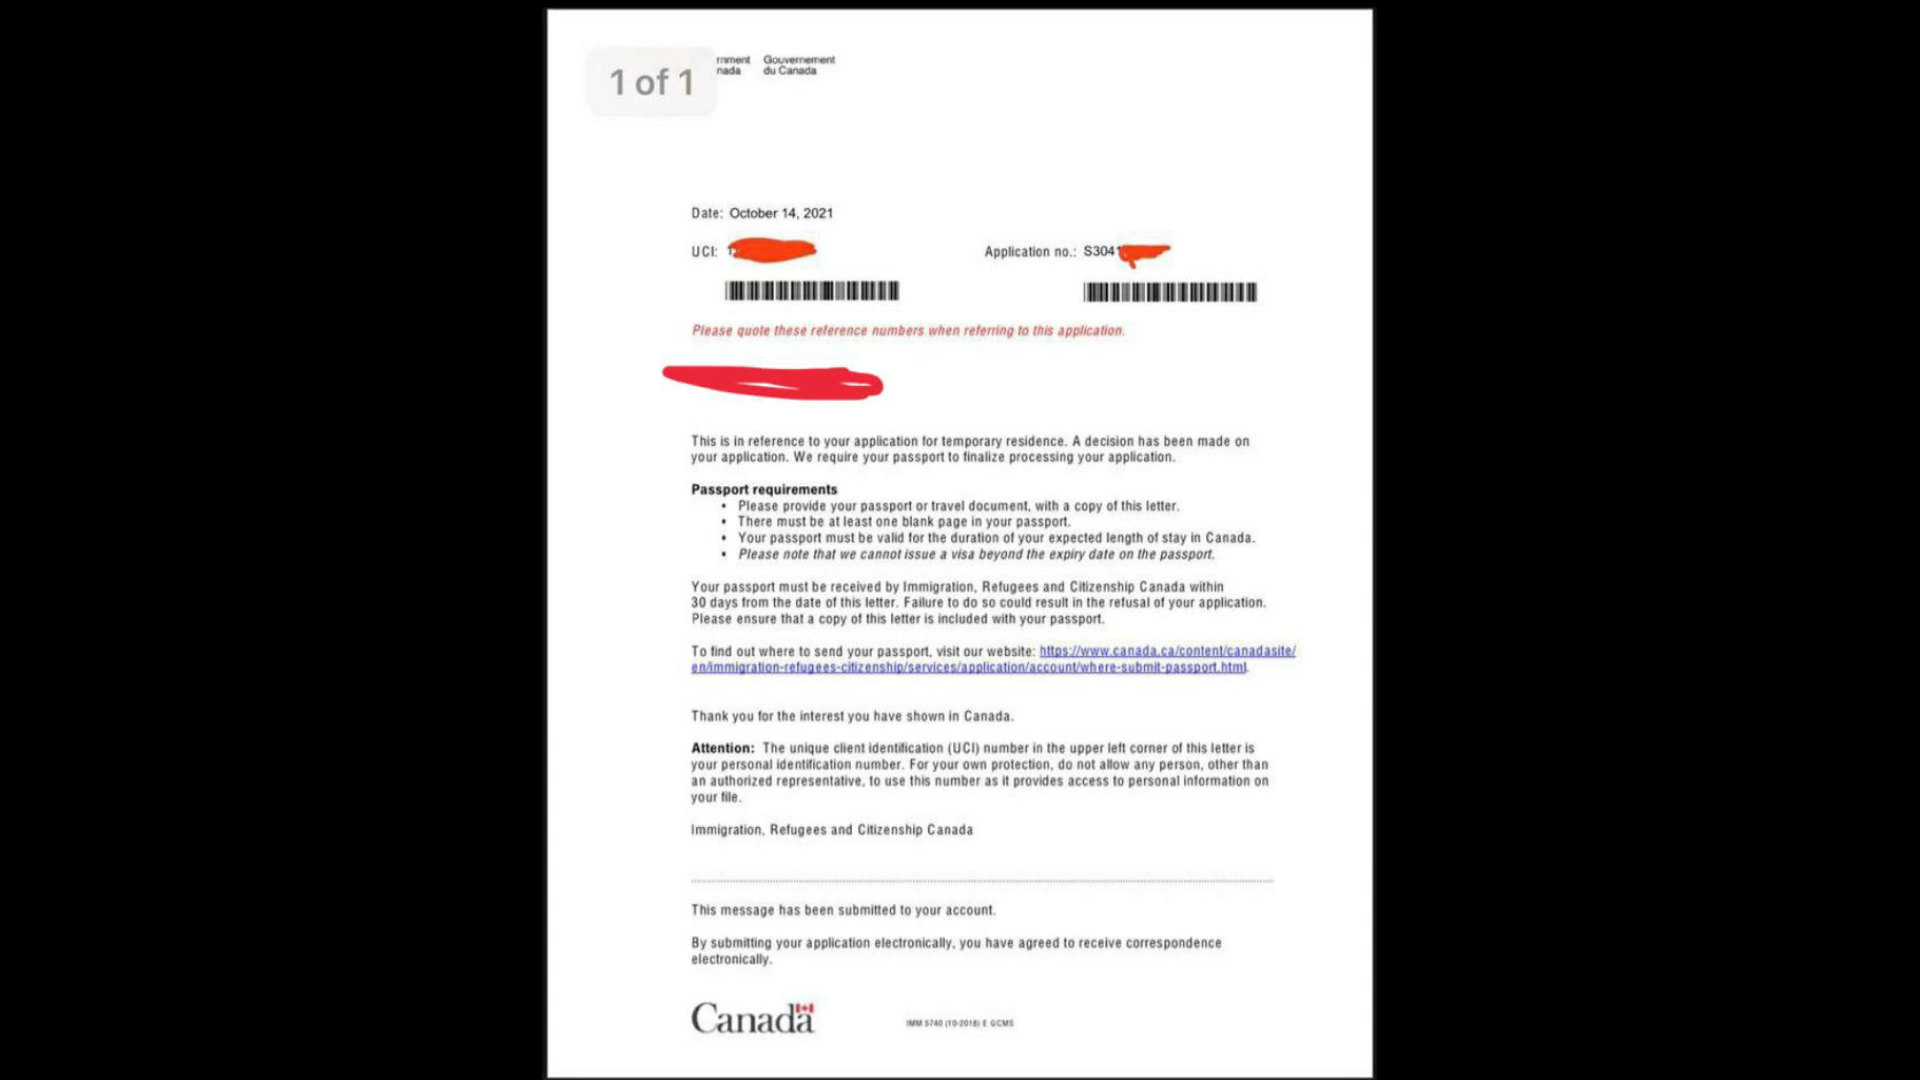 1 of 1
rnment Gouvernement
nada du Canada
Date: October 14, 2021
UCI:
Application no.: S304
Please quote these reference numbers when referring to this application.
This is in reference to your application for temporary residence. A decision has been made on
your application. We require your passport to finalize processing your application.
Passport requirements
• Please provide your passport or travel document, with a copy of this letter.
• There must be at least one blank page in your passport.
• Your passport must be valid for the duration of your expected length of stay in Canada.
• Please note that we cannot issue a visa beyond the expiry date on the passport.
Your passport must be received by Immigration, Refugees and Citizenship Canada within
30 days from the date of this letter. Failure to do so could result in the refusal of your application.
Please ensure that a copy of this letter is included with your passport.
To find out where to send your passport, visit our website: https://www.canada.ca/content/canadasite/
en/immigration-refugees-citizenship/services/application/account/where-submit-passport.html.
Thank you for the interest you have shown in Canada.
Attention: The unique client identification (UCI) number in the upper left corner of this letter is
your personal identification number. For your own protection, do not allow any person, other than
an authorized representative, to use this number as it provides access to personal information on
your file.
Immigration, Refugees and Citizenship Canada
This message has been submitted to your account.
By submitting your application electronically, you have agreed to receive correspondence
electronically.
Canada
IMM 5740 (10-2018) E GCMS